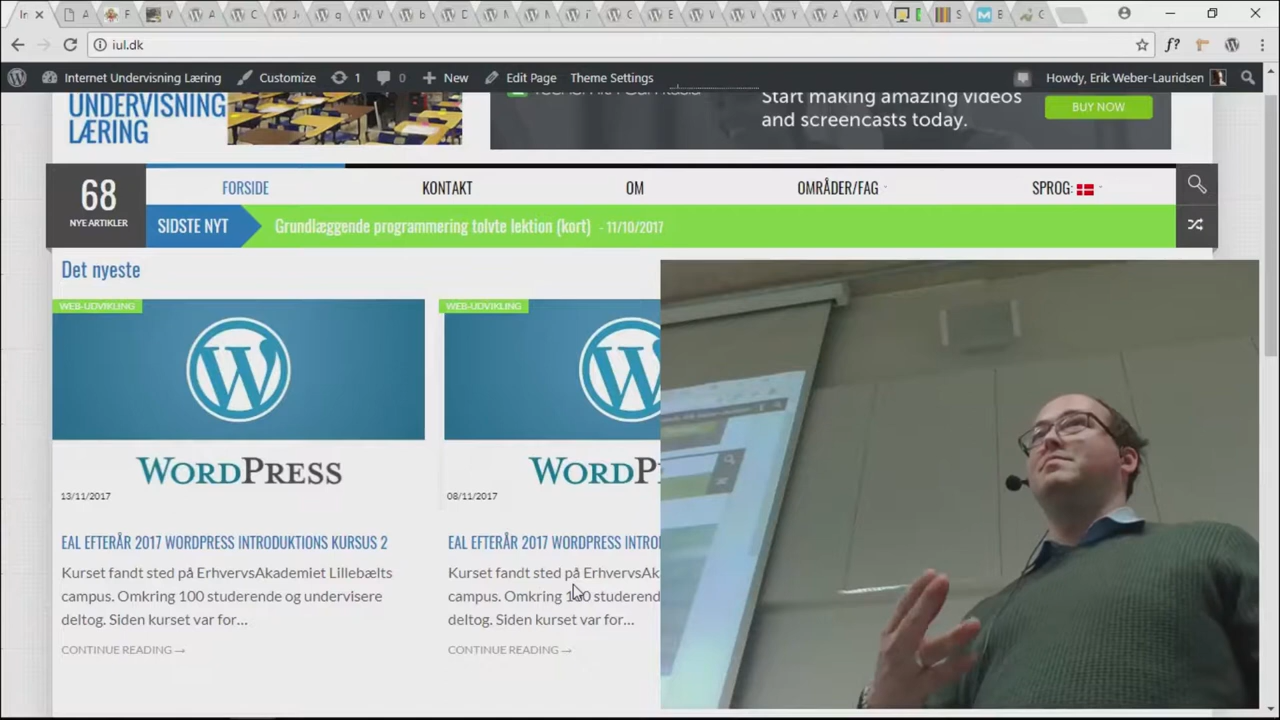 iul.dk
Internet Undervisning Læring Customize 1 0 New Edit Page Theme Settings Howdy, Erik Weber-Lauridsen
UNDERVISNING
LÆRING
Start making amazing videos
and screencasts today.
BUY NOW
68
NYE ARTIKLER
FORSIDE KONTAKT OM OMRÅDER/FAG SPROG:
SIDSTE NYT Grundlæggende programmering tolvte lektion (kort) - 11/10/2017
Det nyeste
WEB-UDVIKLING
WORDPRESS
13/11/2017
EAL EFTERÅR 2017 WORDPRESS INTRODUKTIONS KURSUS 2
Kurset fandt sted på ErhvervsAkademiet Lillebælts
campus. Omkring 100 studerende og undervisere
deltog. Siden kurset var for...
CONTINUE READING →
WEB-UDVIKLING
WORDP
08/11/2017
EAL EFTERÅR 2017 WORDPRESS INTRO
Kurset fandt sted på ErhvervsAk
campus. Omkring 100 studerend
deltog. Siden kurset var for...
CONTINUE READING →